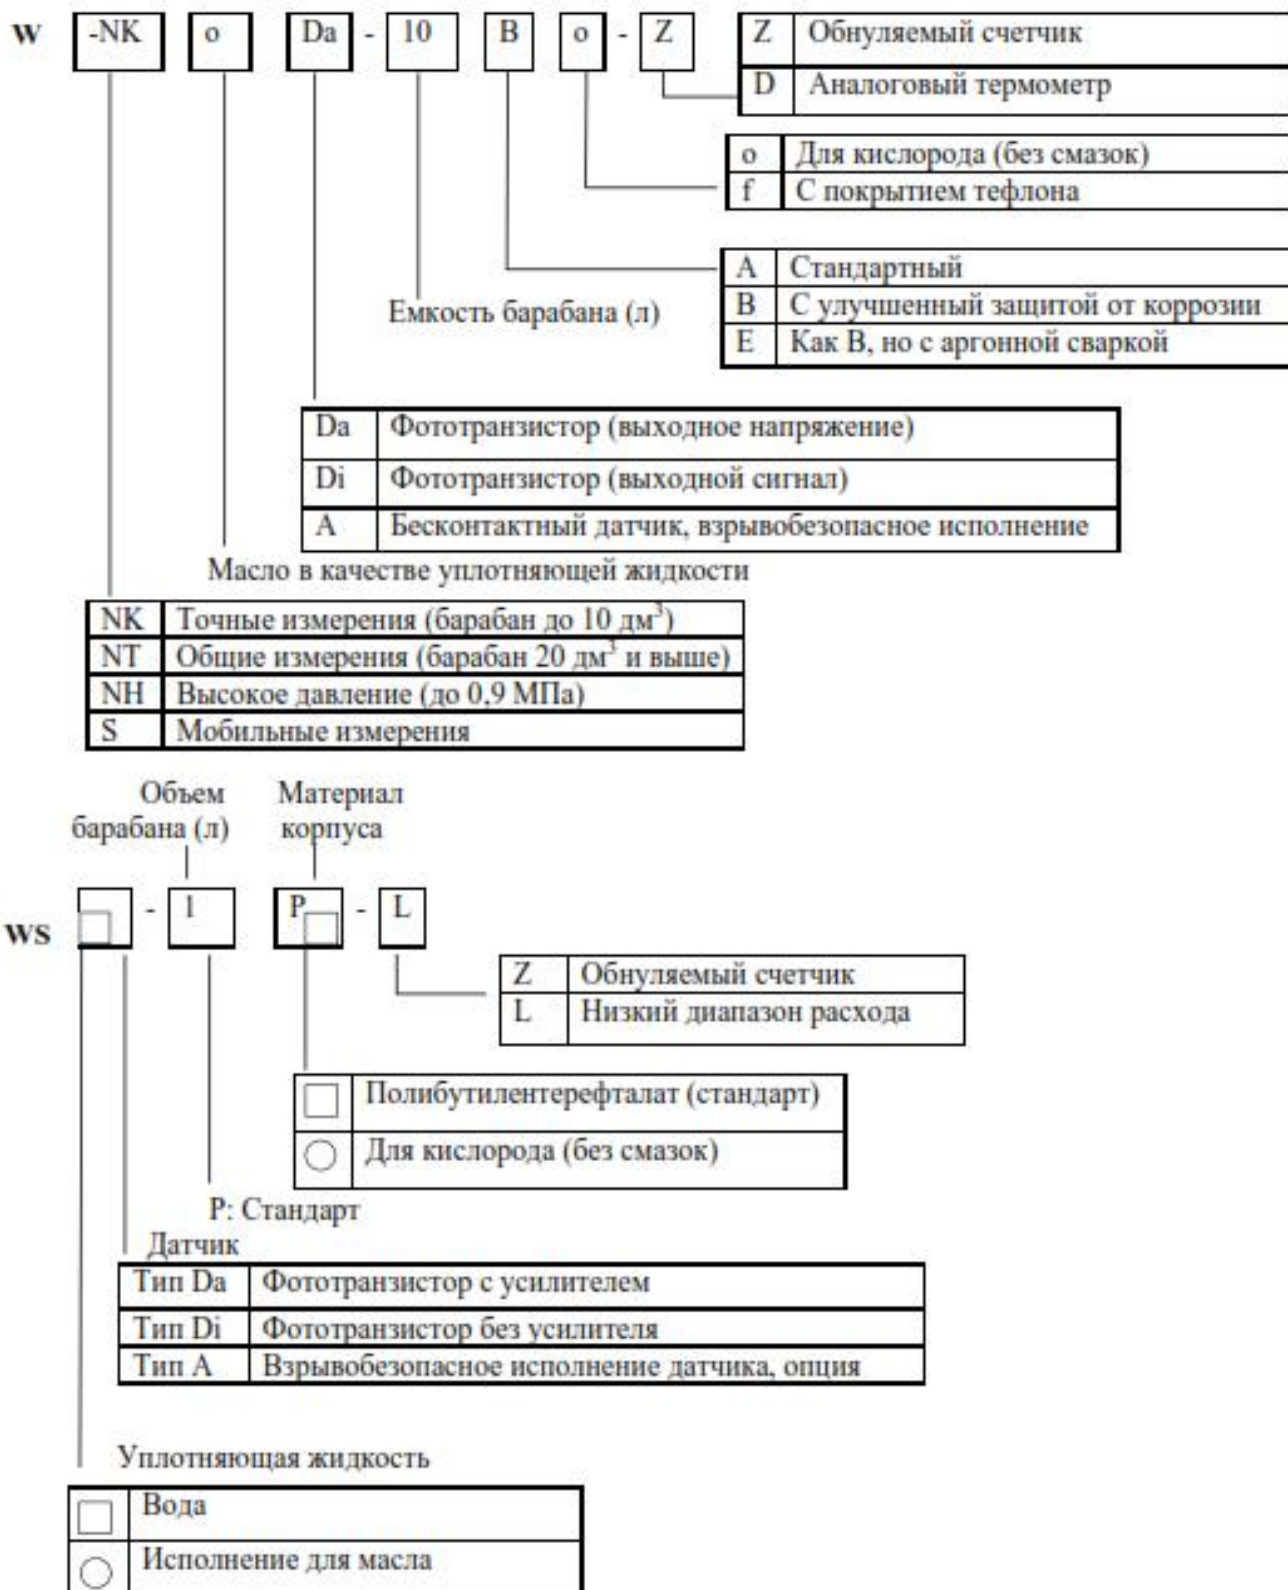 W -NK o Da - 10 B o - Z
Z Обнуляемый счетчик
D Аналоговый термометр
o Для кислорода (без смазок)
f С покрытием тефлона
A Стандартный
B С улучшенный защитой от коррозии
E Как В, но с аргонной сваркой
Емкость барабана (л)
Da Фототранзистор (выходное напряжение)
Di Фототранзистор (выходной сигнал)
A Бесконтактный датчик, взрывобезопасное исполнение
Масло в качестве уплотняющей жидкости
NK Точные измерения (барабан до 10 дм³)
NT Общие измерения (барабан 20 дм³ и выше)
NH Высокое давление (до 0,9 МПа)
S Мобильные измерения
Объем Материал
барабана (л) корпуса
WS □ - 1 P□ - L
Z Обнуляемый счетчик
L Низкий диапазон расхода
□ Полибутилентерефталат (стандарт)
○ Для кислорода (без смазок)
P: Стандарт
Датчик
Тип Da Фототранзистор с усилителем
Тип Di Фототранзистор без усилителя
Тип A Взрывобезопасное исполнение датчика, опция
Уплотняющая жидкость
□ Вода
○ Исполнение для масла